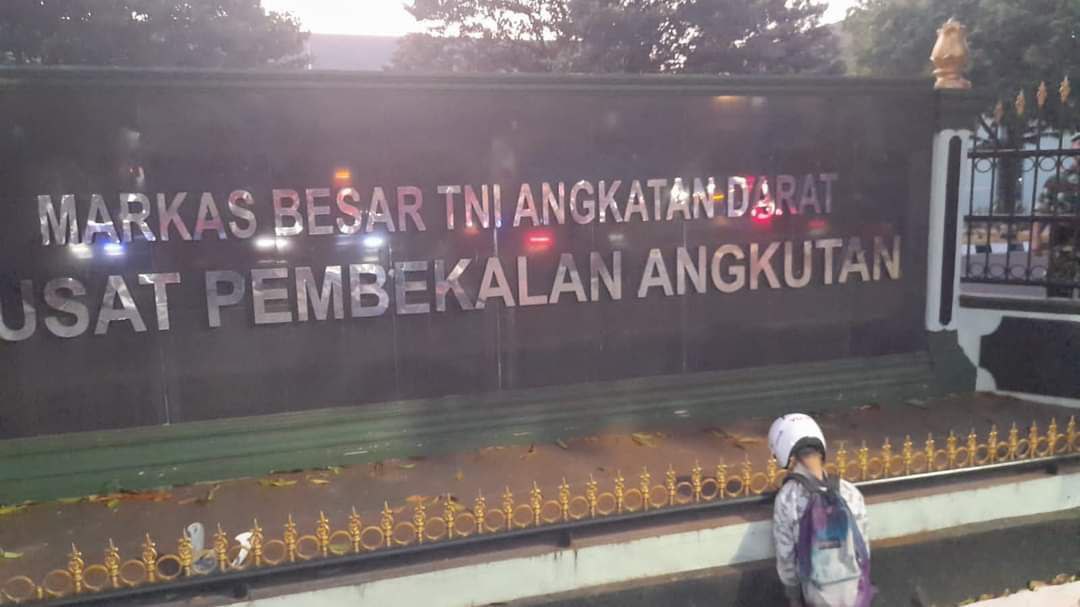 MARKAS BESAR TNI ANGKATAN DARAT
USAT PEMBEKALAN ANGKUTAN